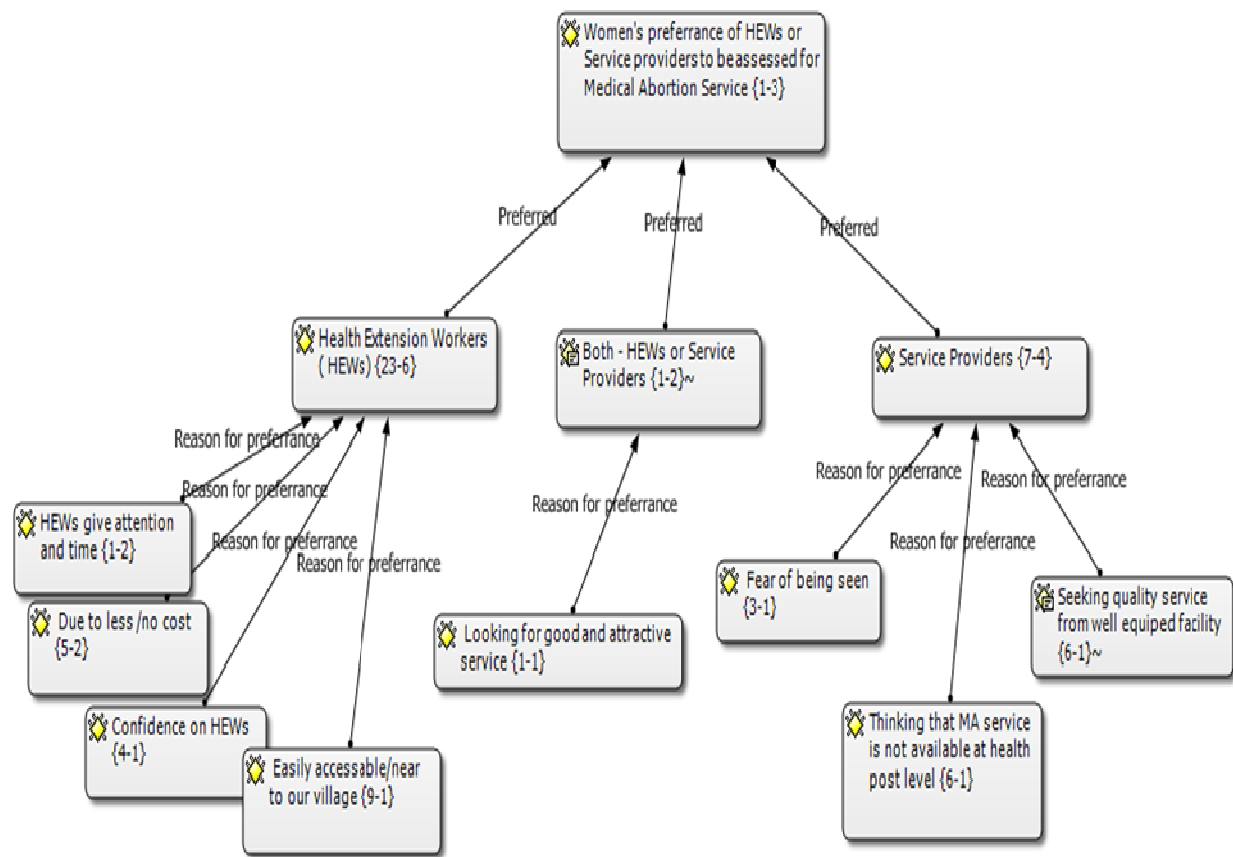 Women's preferrance of HEWs or
Service providers to beassessed for
Medical Abortion Service {1-3}
Preferred
Preferred
Preferred
Health Extension Workers
( HEWs) {23-6}
Both - HEWs or Service
Providers {1-2}~
Service Providers {7-4}
Reason for preferrance
Reason for preferrance
Reason for preferrance
Reason for preferrance
Reason for preferrance
Reason for preferrance
Reason for preferrance
Reason for preferrance
HEWs give attention
and time {1-2}
Due to less /no cost
{5-2}
Confidence on HEWs
{4-1}
Easily accessable/near
to our village {9-1}
Looking for good and attractive
service {1-1}
Fear of being seen
{3-1}
Thinking that MA service
is not available at health
post level {6-1}
Seeking quality service
from well equiped facility
{6-1}~